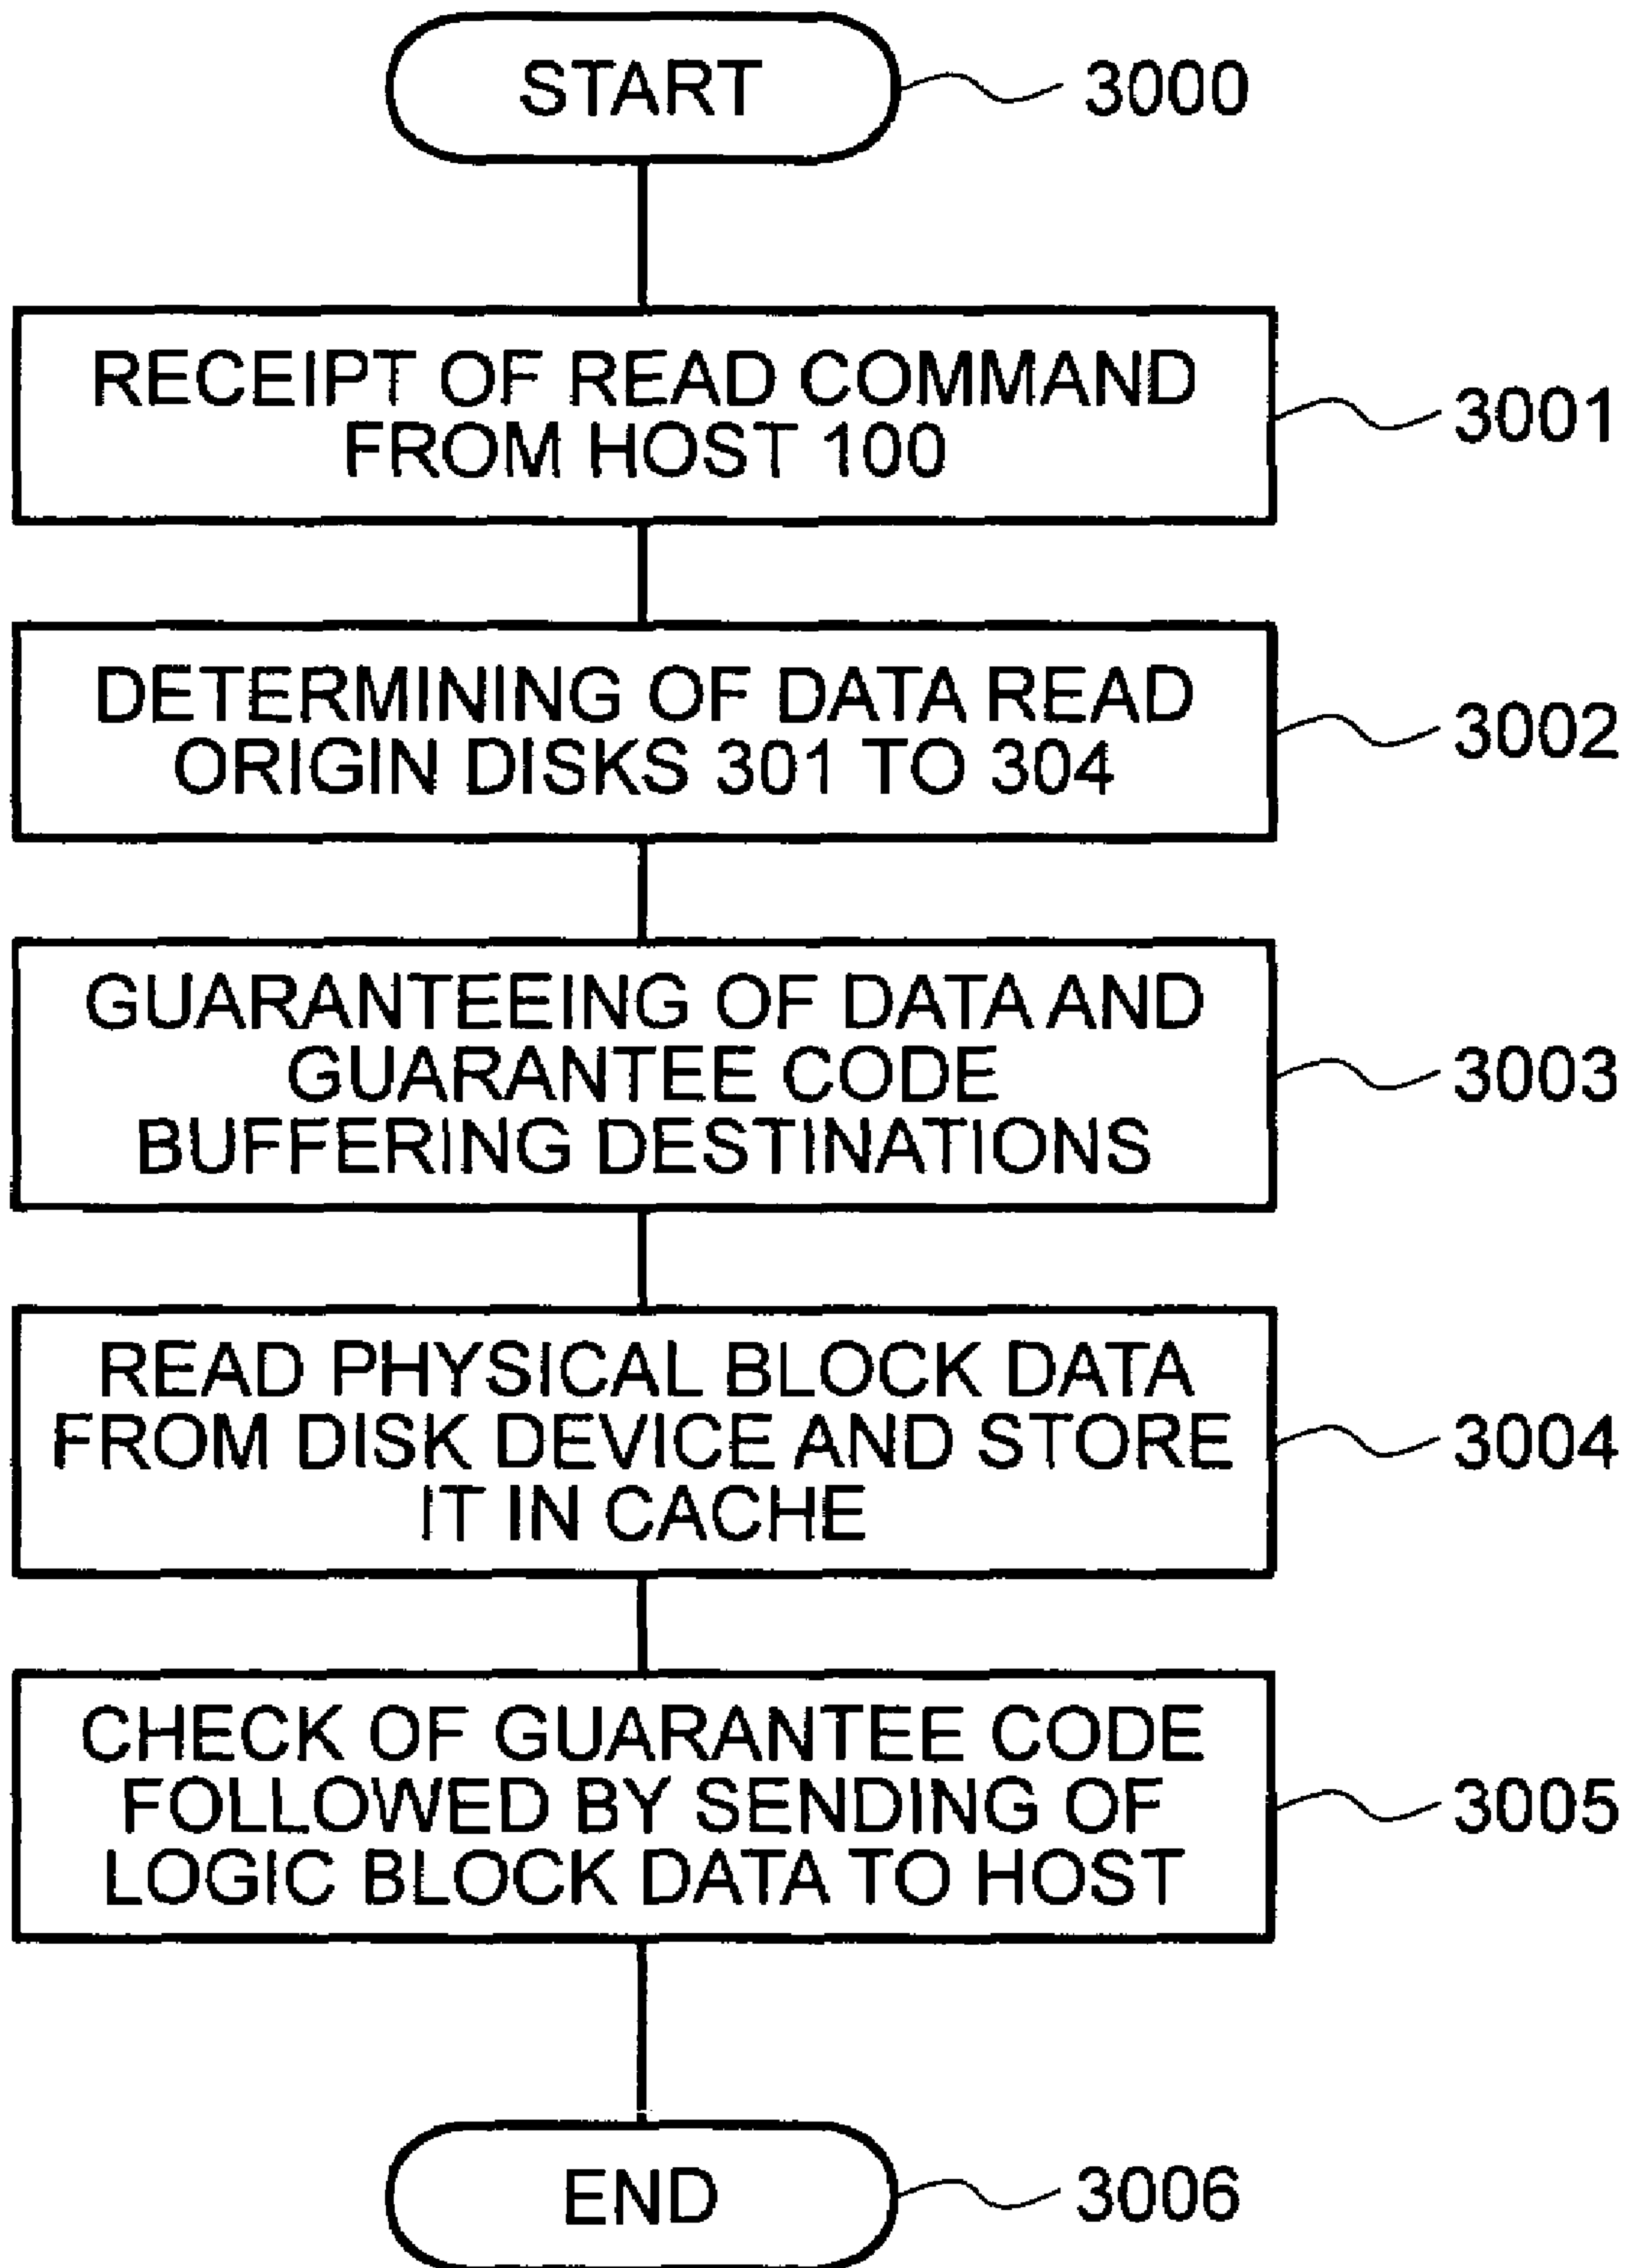 START
3000
RECEIPT OF READ COMMAND
FROM HOST 100
3001
DETERMINING OF DATA READ
ORIGIN DISKS 301 TO 304
3002
GUARANTEEING OF DATA AND
GUARANTEE CODE
BUFFERING DESTINATIONS
3003
READ PHYSICAL BLOCK DATA
FROM DISK DEVICE AND STORE
IT IN CACHE
3004
CHECK OF GUARANTEE CODE
FOLLOWED BY SENDING OF
LOGIC BLOCK DATA TO HOST
3005
END
3006